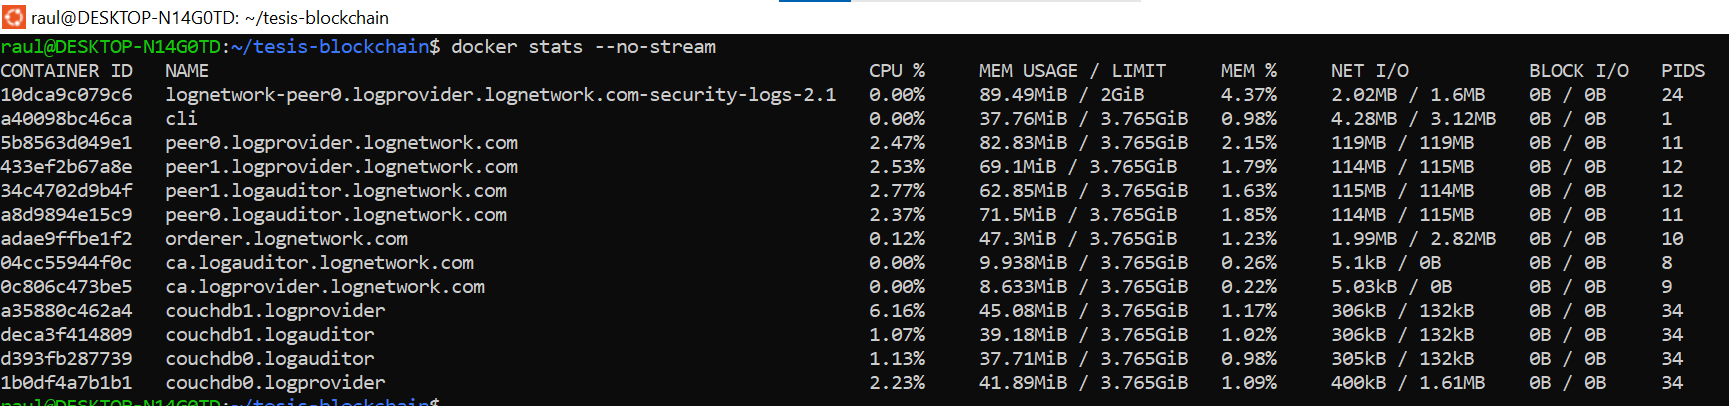 raul@DESKTOP-N14G0TD: ~/tesis-blockchain
raul@DESKTOP-N14G0TD:~/tesis-blockchain$ docker stats --no-stream
CONTAINER ID   NAME   CPU %   MEM USAGE / LIMIT   MEM %   NET I/O   BLOCK I/O   PIDS
10dca9c079c6   lognetwork-peer0.logprovider.lognetwork.com-security-logs-2.1   0.00%   89.49MiB / 2GiB   4.37%   2.02MB / 1.6MB   0B / 0B   24
a40098bc46ca   cli   0.00%   37.76MiB / 3.765GiB   0.98%   4.28MB / 3.12MB   0B / 0B   1
5b8563d049e1   peer0.logprovider.lognetwork.com   2.47%   82.83MiB / 3.765GiB   2.15%   119MB / 119MB   0B / 0B   11
433ef2b67a8e   peer1.logprovider.lognetwork.com   2.53%   69.1MiB / 3.765GiB   1.79%   114MB / 115MB   0B / 0B   12
34c4702d9b4f   peer1.logauditor.lognetwork.com   2.77%   62.85MiB / 3.765GiB   1.63%   115MB / 114MB   0B / 0B   12
a8d9894e15c9   peer0.logauditor.lognetwork.com   2.37%   71.5MiB / 3.765GiB   1.85%   114MB / 115MB   0B / 0B   11
adae9ffbe1f2   orderer.lognetwork.com   0.12%   47.3MiB / 3.765GiB   1.23%   1.99MB / 2.82MB   0B / 0B   10
04cc55944f0c   ca.logauditor.lognetwork.com   0.00%   9.938MiB / 3.765GiB   0.26%   5.1kB / 0B   0B / 0B   8
0c806c473be5   ca.logprovider.lognetwork.com   0.00%   8.633MiB / 3.765GiB   0.22%   5.03kB / 0B   0B / 0B   9
a35880c462a4   couchdb1.logprovider   6.16%   45.08MiB / 3.765GiB   1.17%   306kB / 132kB   0B / 0B   34
deca3f414809   couchdb1.logauditor   1.07%   39.18MiB / 3.765GiB   1.02%   306kB / 132kB   0B / 0B   34
d393fb287739   couchdb0.logauditor   1.13%   37.71MiB / 3.765GiB   0.98%   305kB / 132kB   0B / 0B   34
1b0df4a7b1b1   couchdb0.logprovider   2.23%   41.89MiB / 3.765GiB   1.09%   400kB / 1.61MB   0B / 0B   34
raul@DESKTOP-N14G0TD:~/tesis-blockchain$